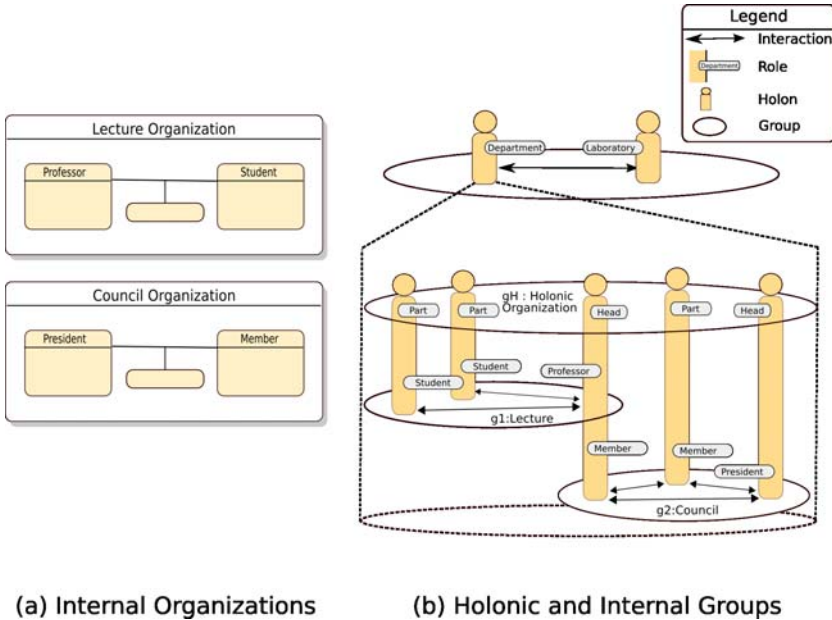 Legend
Interaction
Department
Role
Holon
Group
Lecture Organization
Professor
Student
Council Organization
President
Member
Department
Laboratory
gH : Holonic
Organization
Part
Part
Head
Part
Head
Student
Student
Professor
g1:Lecture
Member
Member
President
g2:Council
(a) Internal Organizations
(b) Holonic and Internal Groups